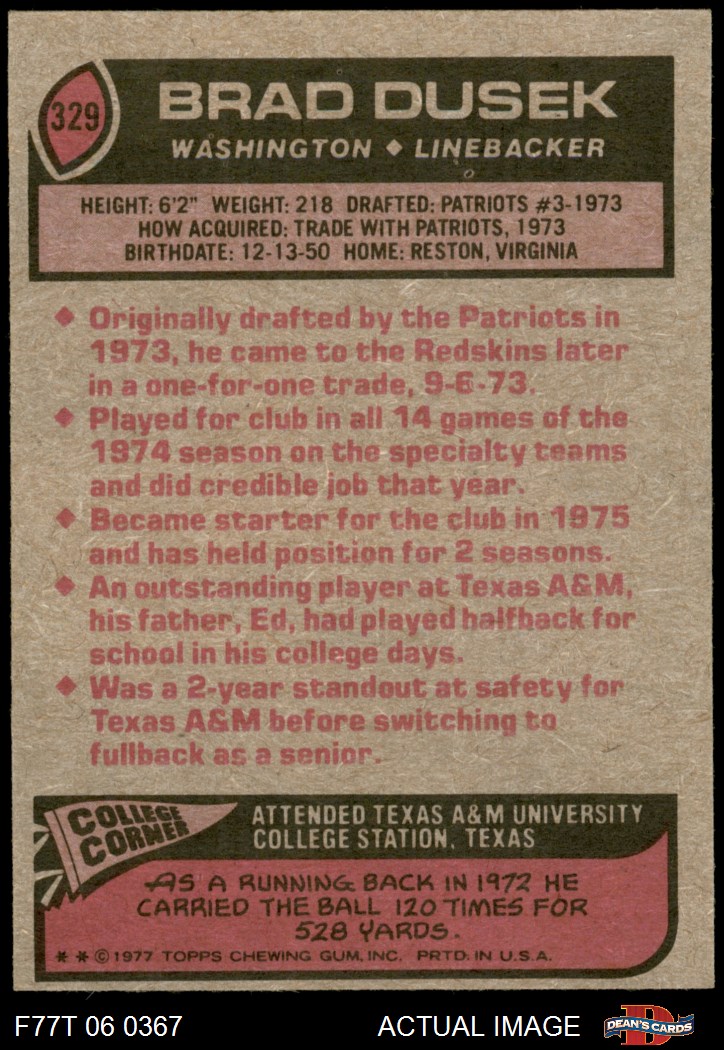 329
BRAD DUSEK
WASHINGTON ♦ LINEBACKER
HEIGHT: 6'2" WEIGHT: 218 DRAFTED: PATRIOTS #3-1973
HOW ACQUIRED: TRADE WITH PATRIOTS, 1973
BIRTHDATE: 12-13-50 HOME: RESTON, VIRGINIA
♦ Originally drafted by the Patriots in
1973, he came to the Redskins later
in a one-for-one trade, 9-6-73.
♦ Played for club in all 14 games of the
1974 season on the specialty teams
and did credible job that year.
♦ Became starter for the club in 1975
and has held position for 2 seasons.
♦ An outstanding player at Texas A&M,
his father, Ed, had played halfback for
school in his college days.
♦ Was a 2-year standout at safety for
Texas A&M before switching to
fullback as a senior.
COLLEGE
CORNER
ATTENDED TEXAS A&M UNIVERSITY
COLLEGE STATION, TEXAS
AS A RUNNING BACK IN 1972 HE
CARRIED THE BALL 120 TIMES FOR
528 YARDS.
* * © 1977 TOPPS CHEWING GUM, INC. PRTD. IN U.S.A.
F77T 06 0367
ACTUAL IMAGE
D
DEAN'S CARDS